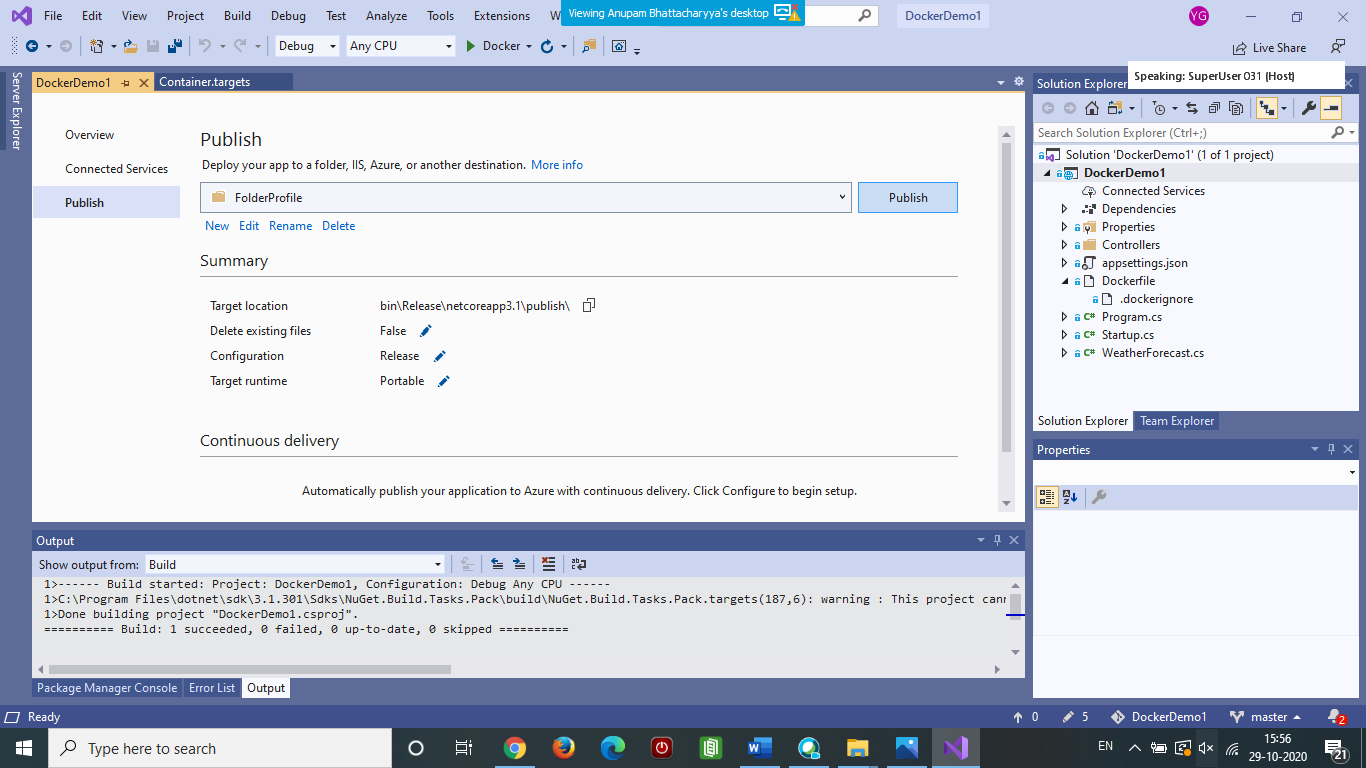 File Edit View Project Build Debug Test Analyze Tools Extensions W
Viewing Anupam Bhattacharyya's desktop
DockerDemo1
YG
Debug Any CPU Docker
Live Share
Speaking: SuperUser 031 (Host)
Server Explorer
DockerDemo1 Container.targets
Overview
Connected Services
Publish
Publish
Deploy your app to a folder, IIS, Azure, or another destination. More info
FolderProfile
Publish
New Edit Rename Delete
Summary
Target location bin\Release\netcoreapp3.1\publish\
Delete existing files False
Configuration Release
Target runtime Portable
Continuous delivery
Automatically publish your application to Azure with continuous delivery. Click Configure to begin setup.
Solution Explorer
Search Solution Explorer (Ctrl+;)
Solution 'DockerDemo1' (1 of 1 project)
DockerDemo1
Connected Services
Dependencies
Properties
Controllers
appsettings.json
Dockerfile
.dockerignore
C# Program.cs
C# Startup.cs
C# WeatherForecast.cs
Solution Explorer Team Explorer
Properties
Output
Show output from: Build
1>------ Build started: Project: DockerDemo1, Configuration: Debug Any CPU ------
1>C:\Program Files\dotnet\sdk\3.1.301\Sdks\NuGet.Build.Tasks.Pack\build\NuGet.Build.Tasks.Pack.targets(187,6): warning : This project cann
1>Done building project "DockerDemo1.csproj".
========== Build: 1 succeeded, 0 failed, 0 up-to-date, 0 skipped ==========
Package Manager Console Error List Output
Ready
0 5 DockerDemo1 master 2
Type here to search
EN
15:56
29-10-2020
21